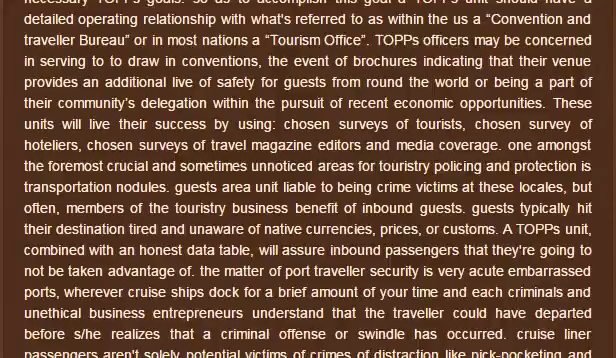 necessary TOPPs goals. so as to accomplish this goal a TOPPs unit should have a
detailed operating relationship with what's referred to as within the us a “Convention and
traveller Bureau” or in most nations a “Tourism Office”. TOPPs officers may be concerned
in serving to to draw in conventions, the event of brochures indicating that their venue
provides an additional live of safety for guests from round the world or being a part of
their community’s delegation within the pursuit of recent economic opportunities. These
units will live their success by using: chosen surveys of tourists, chosen survey of
hoteliers, chosen surveys of travel magazine editors and media coverage. one amongst
the foremost crucial and sometimes unnoticed areas for touristry policing and protection is
transportation nodules. guests area unit liable to being crime victims at these locales, but
often, members of the touristry business benefit of inbound guests. guests typically hit
their destination tired and unaware of native currencies, prices, or customs. A TOPPs unit,
combined with an honest data table, will assure inbound passengers that they're going to
not be taken advantage of. the matter of port traveller security is very acute embarrassed
ports, wherever cruise ships dock for a brief amount of your time and each criminals and
unethical business entrepreneurs understand that the traveller could have departed
before s/he realizes that a criminal offense or swindle has occurred. cruise liner
passengers aren't solely potential victims of crimes of distraction like pick-pocketing and